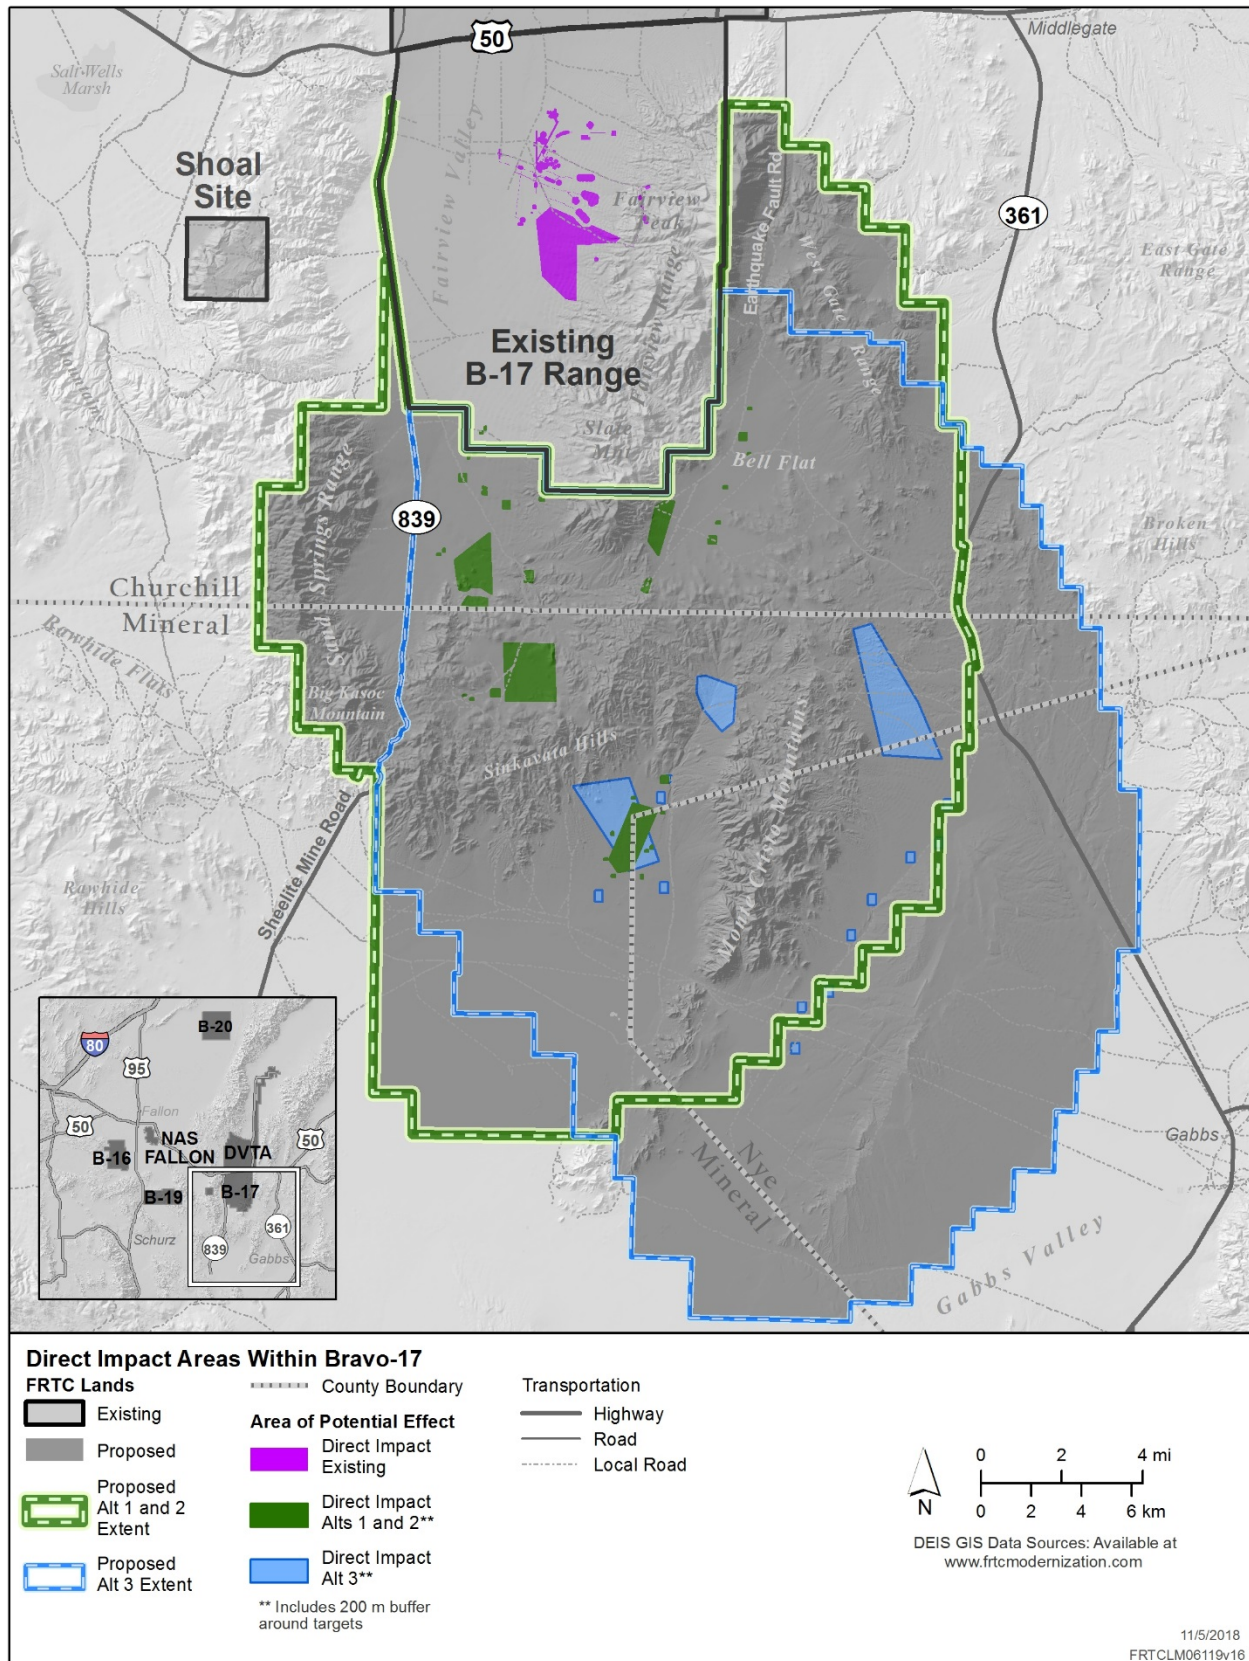 50
Middlegate
Salt Wells
Marsh
Shoal
Site
Fairview Valley
Fairview
Peak
Earthquake Fault Rd
361
West Gate Range
East Gate
Range
Cocoon Mountains
Existing
B-17 Range
Fairview Range
Slate
Mtn
Bell Flat
Sand Springs Range
839
Broken
Hills
Churchill
Mineral
Rawhide Flats
Big Kasoc
Mountain
Sinkavata Hills
Monte Cristo Mountains
Sheelite Mine Road
Rawhide
Hills
B-20
80
95
Fallon
50
NAS
FALLON
DVTA
50
B-16
B-19
B-17
Schurz
839
361
Gabbs
Nye
Mineral
Gabbs
Gabbs Valley
Direct Impact Areas Within Bravo-17
FRTC Lands
Existing
Proposed
Proposed
Alt 1 and 2
Extent
Proposed
Alt 3 Extent
County Boundary
Area of Potential Effect
Direct Impact
Existing
Direct Impact
Alts 1 and 2**
Direct Impact
Alt 3**
** Includes 200 m buffer
around targets
Transportation
Highway
Road
Local Road
N
0 2 4 mi
0 2 4 6 km
DEIS GIS Data Sources: Available at
www.frtcmodernization.com
11/5/2018
FRTCLM06119v16